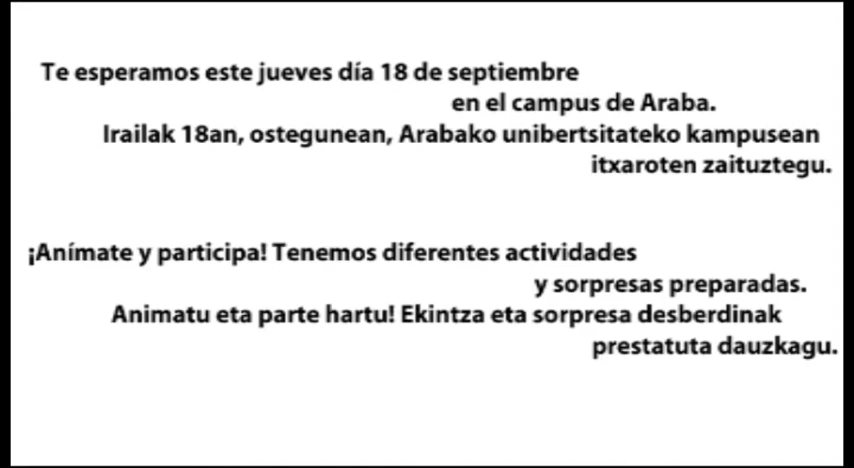 Te esperamos este jueves día 18 de septiembre
en el campus de Araba.
Irailak 18an, ostegunean, Arabako unibertsitateko kampusean
itxaroten zaituztegu.
¡Anímate y participa! Tenemos diferentes actividades
y sorpresas preparadas.
Animatu eta parte hartu! Ekintza eta sorpresa desberdinak
prestatuta dauzkagu.